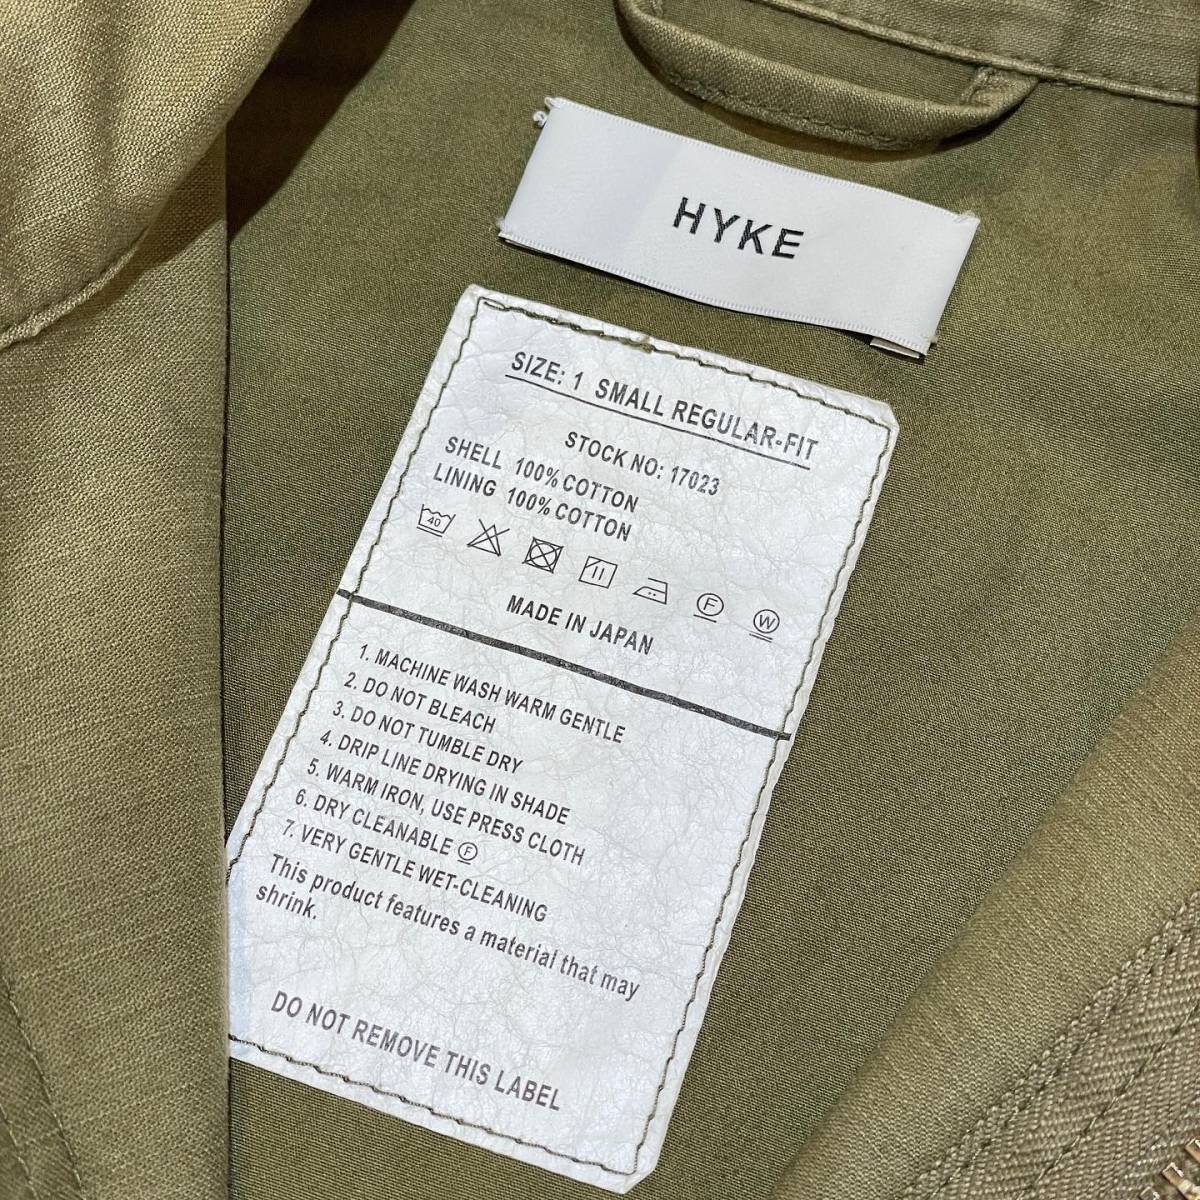 HYKE
SIZE: 1 SMALL REGULAR-FIT
STOCK NO: 17023
SHELL 100% COTTON
LINING 100% COTTON
40 F W
MADE IN JAPAN
1. MACHINE WASH WARM GENTLE
2. DO NOT BLEACH
3. DO NOT TUMBLE DRY
4. DRIP LINE DRYING IN SHADE
5. WARM IRON, USE PRESS CLOTH
6. DRY CLEANABLE Ⓕ
7. VERY GENTLE WET-CLEANING
This product features a material that may
shrink.
DO NOT REMOVE THIS LABEL